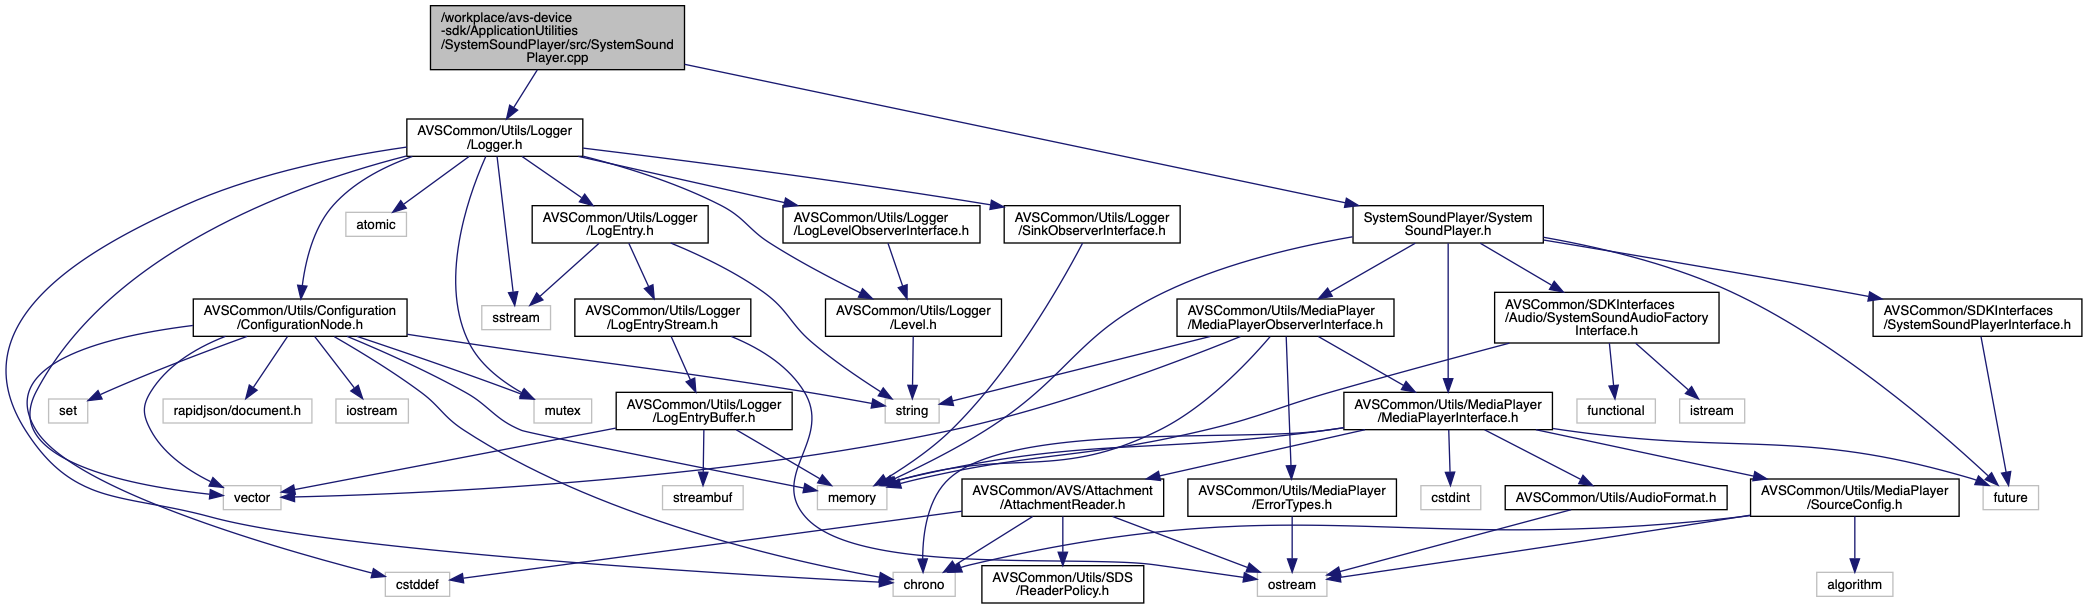 /workplace/avs-device
-sdk/ApplicationUtilities
/SystemSoundPlayer/src/SystemSound
Player.cpp
AVSCommon/Utils/Logger
/Logger.h
atomic
AVSCommon/Utils/Logger
/LogEntry.h
AVSCommon/Utils/Logger
/LogLevelObserverInterface.h
AVSCommon/Utils/Logger
/SinkObserverInterface.h
SystemSoundPlayer/System
SoundPlayer.h
AVSCommon/Utils/Configuration
/ConfigurationNode.h
sstream
AVSCommon/Utils/Logger
/LogEntryStream.h
AVSCommon/Utils/Logger
/Level.h
AVSCommon/Utils/MediaPlayer
/MediaPlayerObserverInterface.h
AVSCommon/SDKInterfaces
/Audio/SystemSoundAudioFactory
Interface.h
AVSCommon/SDKInterfaces
/SystemSoundPlayerInterface.h
set
rapidjson/document.h
iostream
mutex
AVSCommon/Utils/Logger
/LogEntryBuffer.h
string
AVSCommon/Utils/MediaPlayer
/MediaPlayerInterface.h
functional
istream
vector
streambuf
memory
AVSCommon/AVS/Attachment
/AttachmentReader.h
AVSCommon/Utils/MediaPlayer
/ErrorTypes.h
cstdint
AVSCommon/Utils/AudioFormat.h
AVSCommon/Utils/MediaPlayer
/SourceConfig.h
future
cstddef
chrono
AVSCommon/Utils/SDS
/ReaderPolicy.h
ostream
algorithm